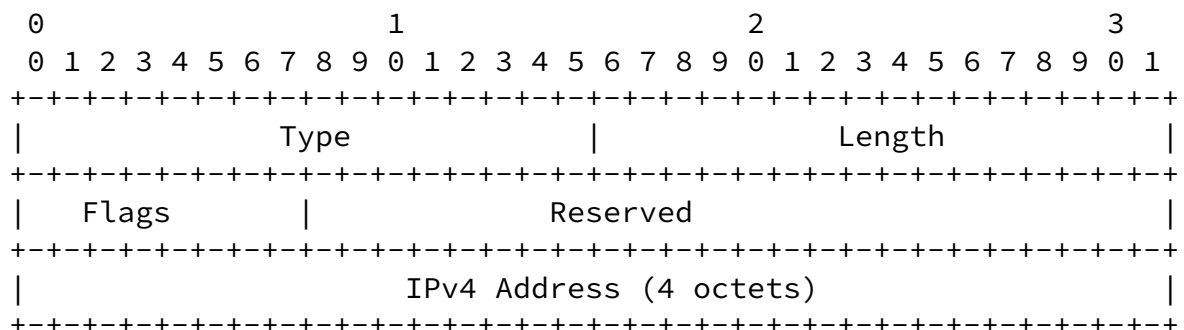 0                   1                   2                   3
 0 1 2 3 4 5 6 7 8 9 0 1 2 3 4 5 6 7 8 9 0 1 2 3 4 5 6 7 8 9 0 1
+-+-+-+-+-+-+-+-+-+-+-+-+-+-+-+-+-+-+-+-+-+-+-+-+-+-+-+-+-+-+-+-+
|              Type             |             Length            |
+-+-+-+-+-+-+-+-+-+-+-+-+-+-+-+-+-+-+-+-+-+-+-+-+-+-+-+-+-+-+-+-+
|   Flags       |             Reserved                          |
+-+-+-+-+-+-+-+-+-+-+-+-+-+-+-+-+-+-+-+-+-+-+-+-+-+-+-+-+-+-+-+-+
|                     IPv4 Address (4 octets)                   |
+-+-+-+-+-+-+-+-+-+-+-+-+-+-+-+-+-+-+-+-+-+-+-+-+-+-+-+-+-+-+-+-+